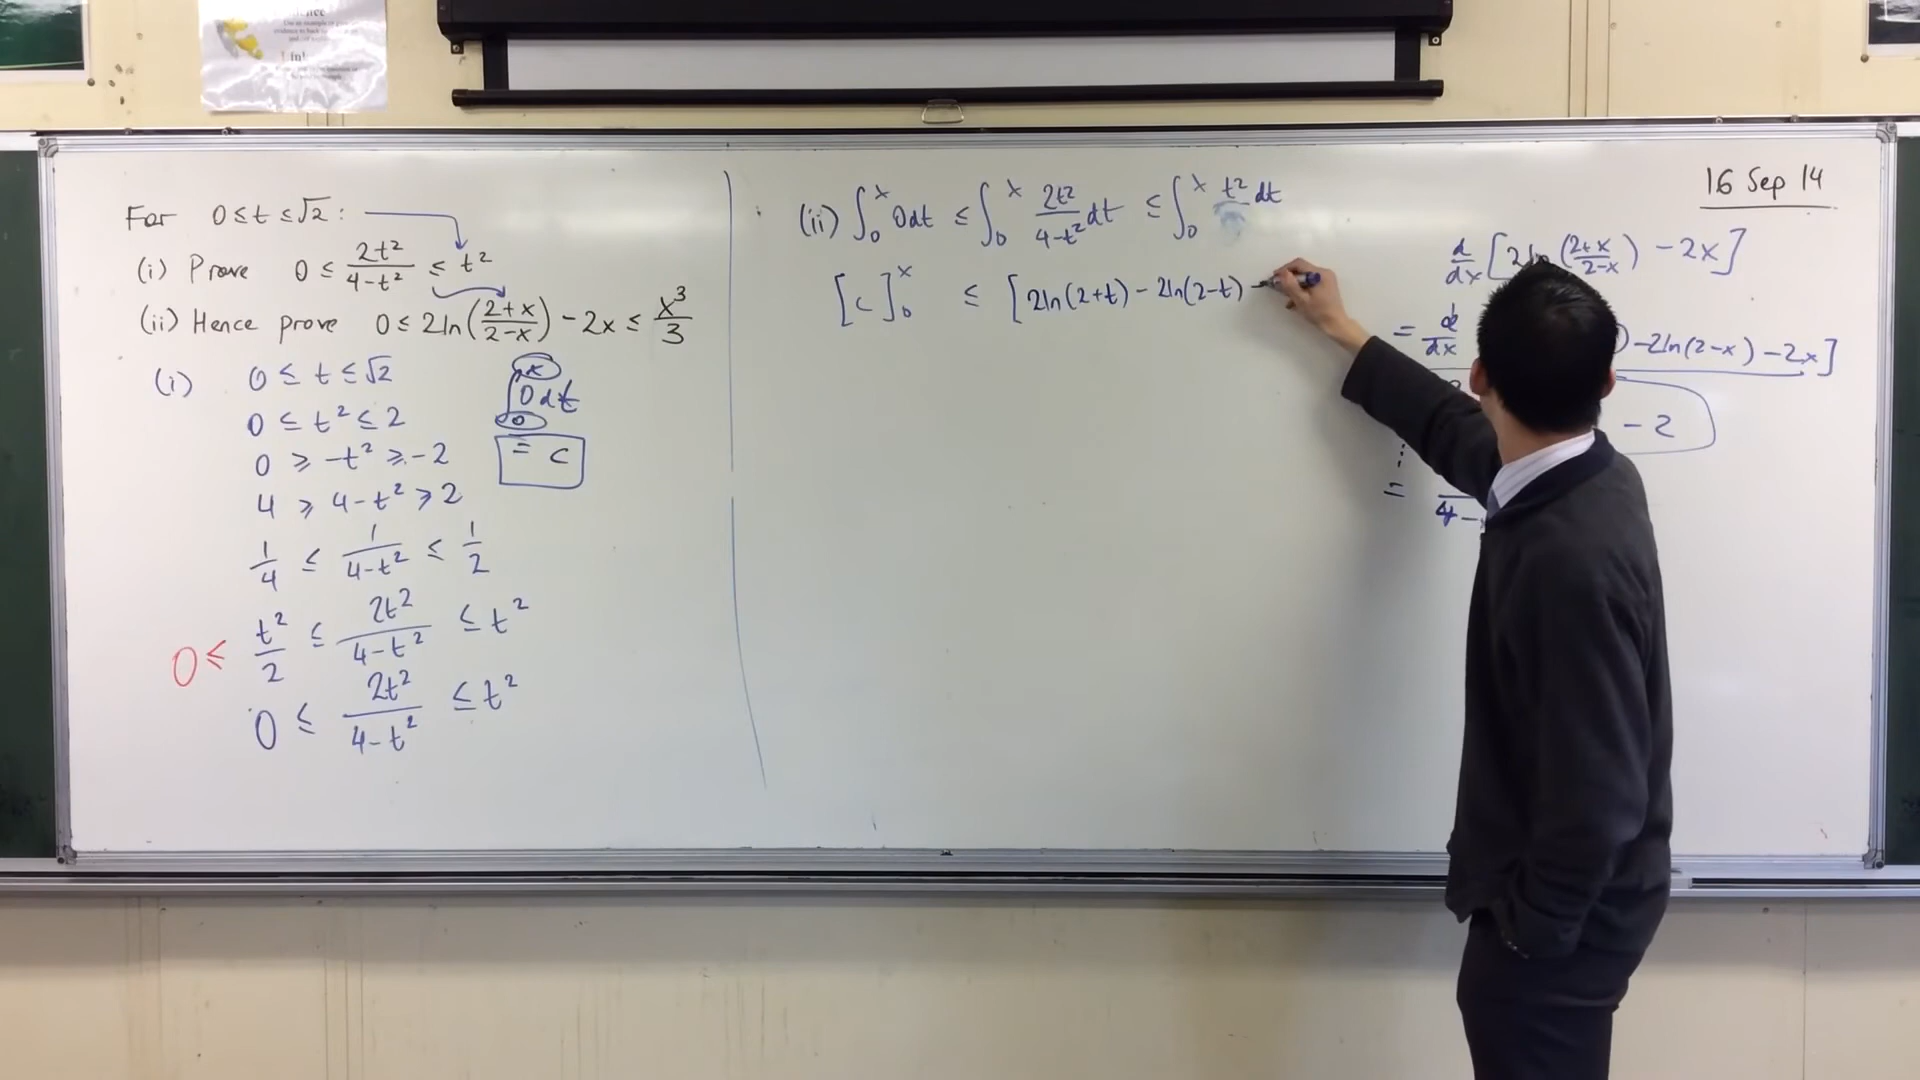 For 0 ≤ t ≤ √2 :
(i) Prove 0 ≤ 2t²/(4-t²) ≤ t²
(ii) Hence prove 0 ≤ 2ln((2+x)/(2-x)) - 2x ≤ x³/3
(i) 0 ≤ t ≤ √2
0 ≤ t² ≤ 2
0 ≥ -t² ≥ -2
4 ≥ 4-t² ≥ 2
1/4 ≤ 1/(4-t²) ≤ 1/2
0 ≤ t²/2 ≤ 2t²/(4-t²) ≤ t²
0 ≤ 2t²/(4-t²) ≤ t²
∫₀ˣ 0dt
= c
(ii) ∫₀ˣ 0dt ≤ ∫₀ˣ 2t²/(4-t²) dt ≤ ∫₀ˣ t² dt
[c]₀ˣ ≤ [2ln(2+t) - 2ln(2-t) -
16 Sep 14
d/dx [2ln((2+x)/(2-x)) - 2x]
= d/dx ) - 2ln(2-x) - 2x]
- 2
= 4-